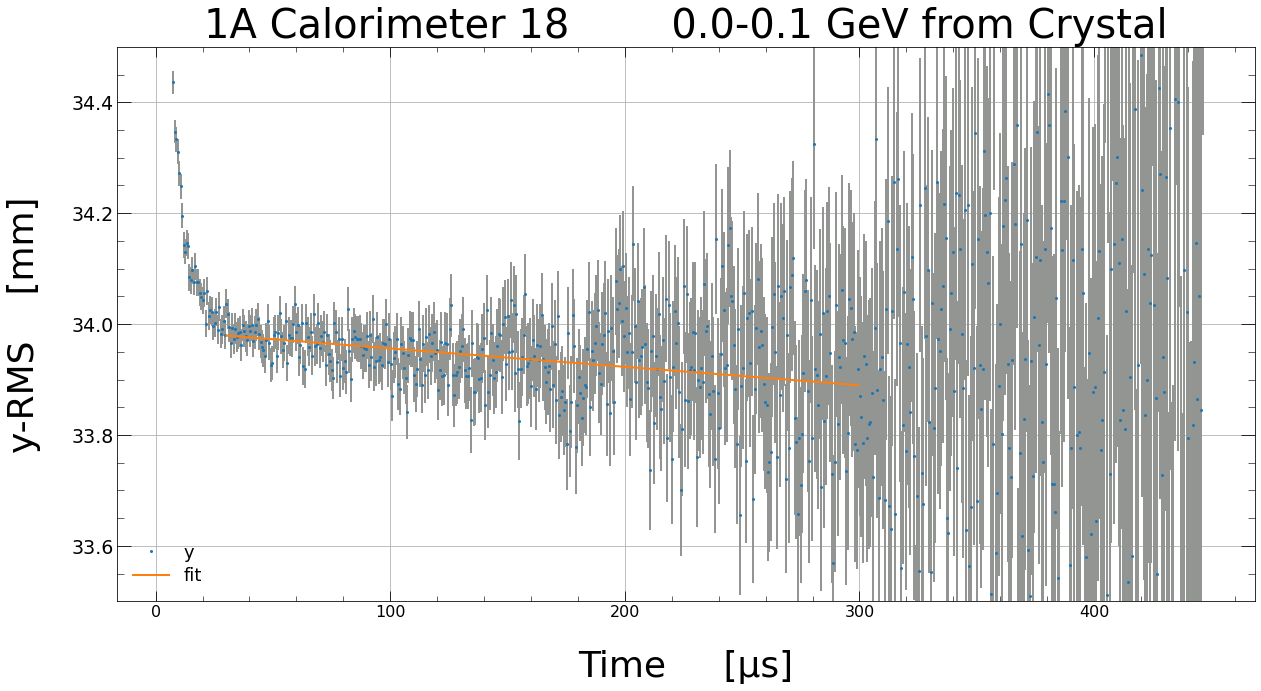 1A Calorimeter 18 0.0-0.1 GeV from Crystal
y-RMS [mm]
34.4
34.2
34.0
33.8
33.6
y
fit
0 100 200 300 400
Time [µs]